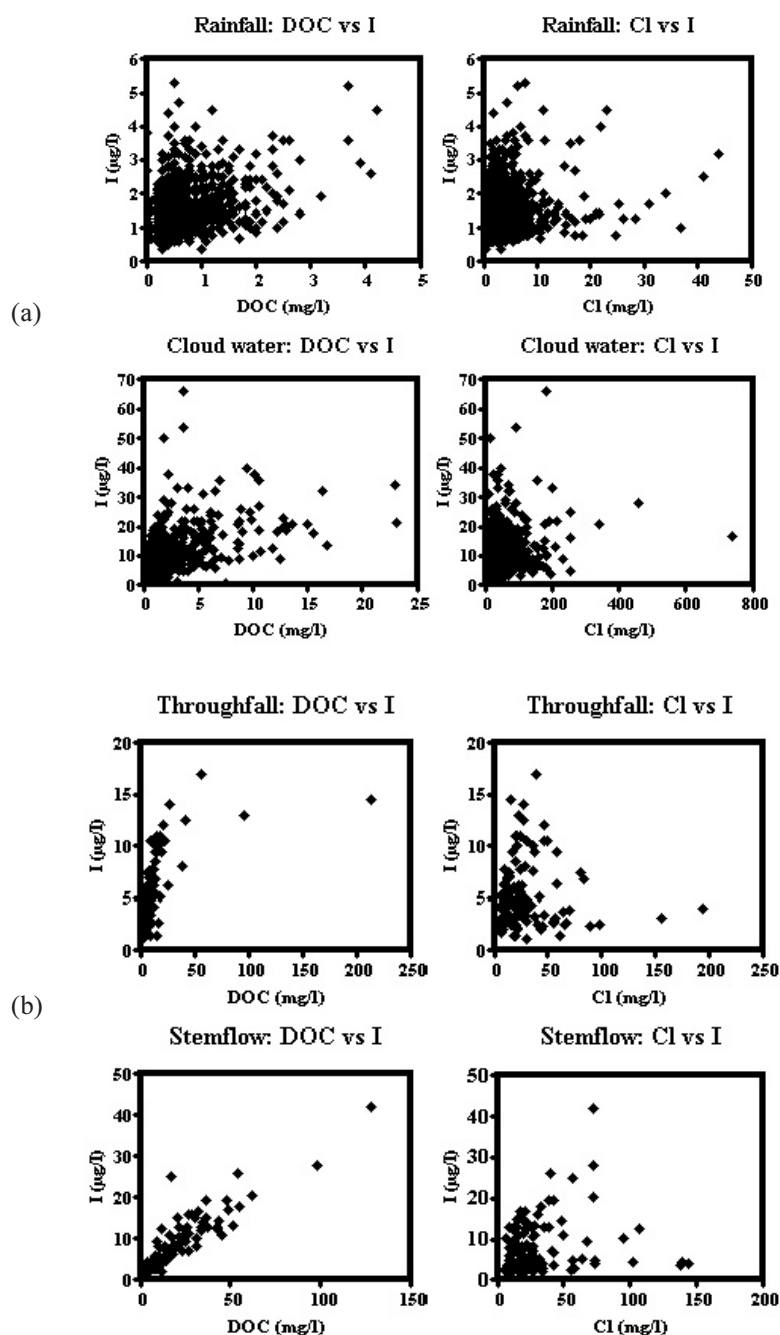 Rainfall: DOC vs I
6
5
4
3
2
1
0
I (µg/l)
0 1 2 3 4 5
DOC (mg/l)
Rainfall: Cl vs I
6
5
4
3
2
1
0
I (µg/l)
0 10 20 30 40 50
Cl (mg/l)
(a)
Cloud water: DOC vs I
70
60
50
40
30
20
10
0
I (µg/l)
0 5 10 15 20 25
DOC (mg/l)
Cloud water: Cl vs I
70
60
50
40
30
20
10
0
I (µg/l)
0 200 400 600 800
Cl (mg/l)
Throughfall: DOC vs I
20
15
10
5
0
I (µg/l)
0 50 100 150 200 250
DOC (mg/l)
Throughfall: Cl vs I
20
15
10
5
0
I (µg/l)
0 50 100 150 200 250
Cl (mg/l)
(b)
Stemflow: DOC vs I
50
40
30
20
10
0
I (µg/l)
0 50 100 150
DOC (mg/l)
Stemflow: Cl vs I
50
40
30
20
10
0
I (µg/l)
0 50 100 150 200
Cl (mg/l)